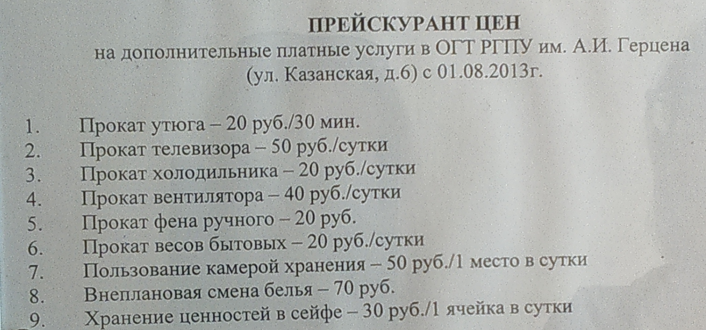 ПРЕЙСКУРАНТ ЦЕН
на дополнительные платные услуги в ОГТ РГПУ им. А.И. Герцена
(ул. Казанская, д.6) с 01.08.2013г.
1. Прокат утюга – 20 руб./30 мин.
2. Прокат телевизора – 50 руб./сутки
3. Прокат холодильника – 20 руб./сутки
4. Прокат вентилятора – 40 руб./сутки
5. Прокат фена ручного – 20 руб.
6. Прокат весов бытовых – 20 руб./сутки
7. Пользование камерой хранения – 50 руб./1 место в сутки
8. Внеплановая смена белья – 70 руб.
9. Хранение ценностей в сейфе – 30 руб./1 ячейка в сутки